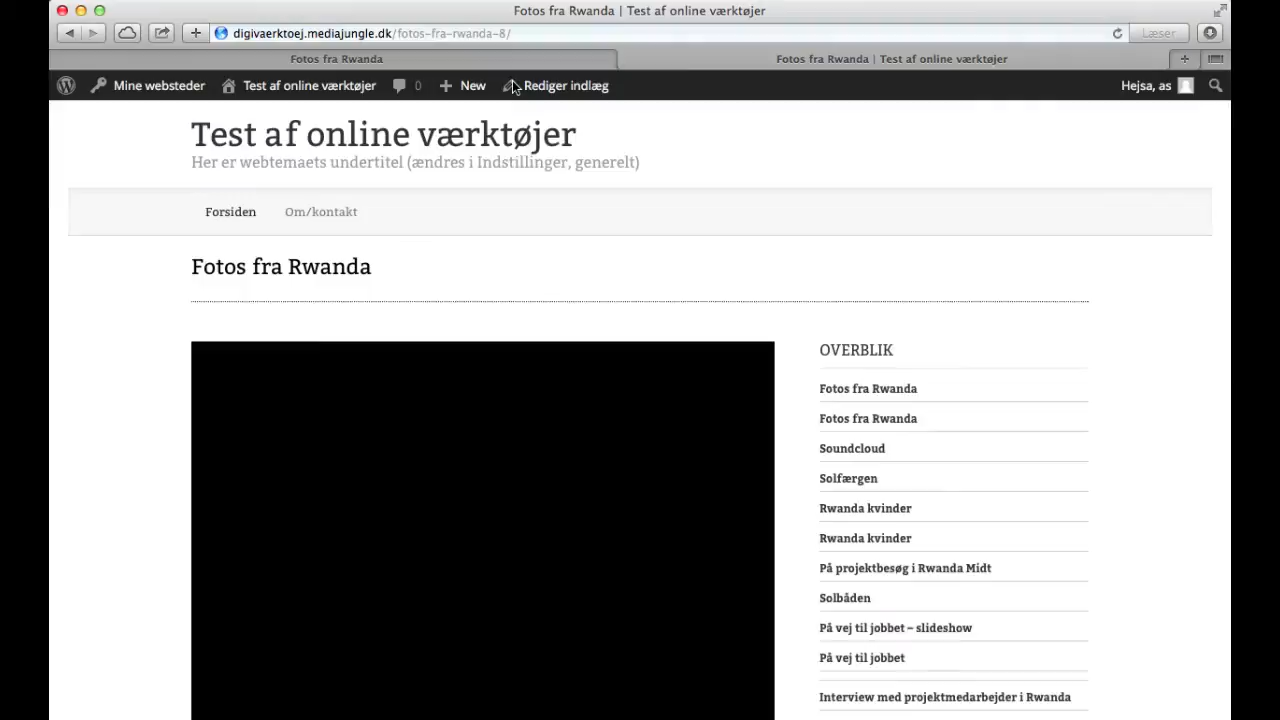 Fotos fra Rwanda | Test af online værktøjer
digivaerktoej.mediajungle.dk/fotos-fra-rwanda-8/
Læser
Fotos fra Rwanda
Fotos fra Rwanda | Test af online værktøjer
Mine websteder
Test af online værktøjer
0
New
Rediger indlæg
Hejsa, as
Test af online værktøjer
Her er webtemaets undertitel (ændres i Indstillinger, generelt)
Forsiden
Om/kontakt
Fotos fra Rwanda
OVERBLIK
Fotos fra Rwanda
Fotos fra Rwanda
Soundcloud
Solfærgen
Rwanda kvinder
Rwanda kvinder
På projektbesøg i Rwanda Midt
Solbåden
På vej til jobbet – slideshow
På vej til jobbet
Interview med projektmedarbejder i Rwanda